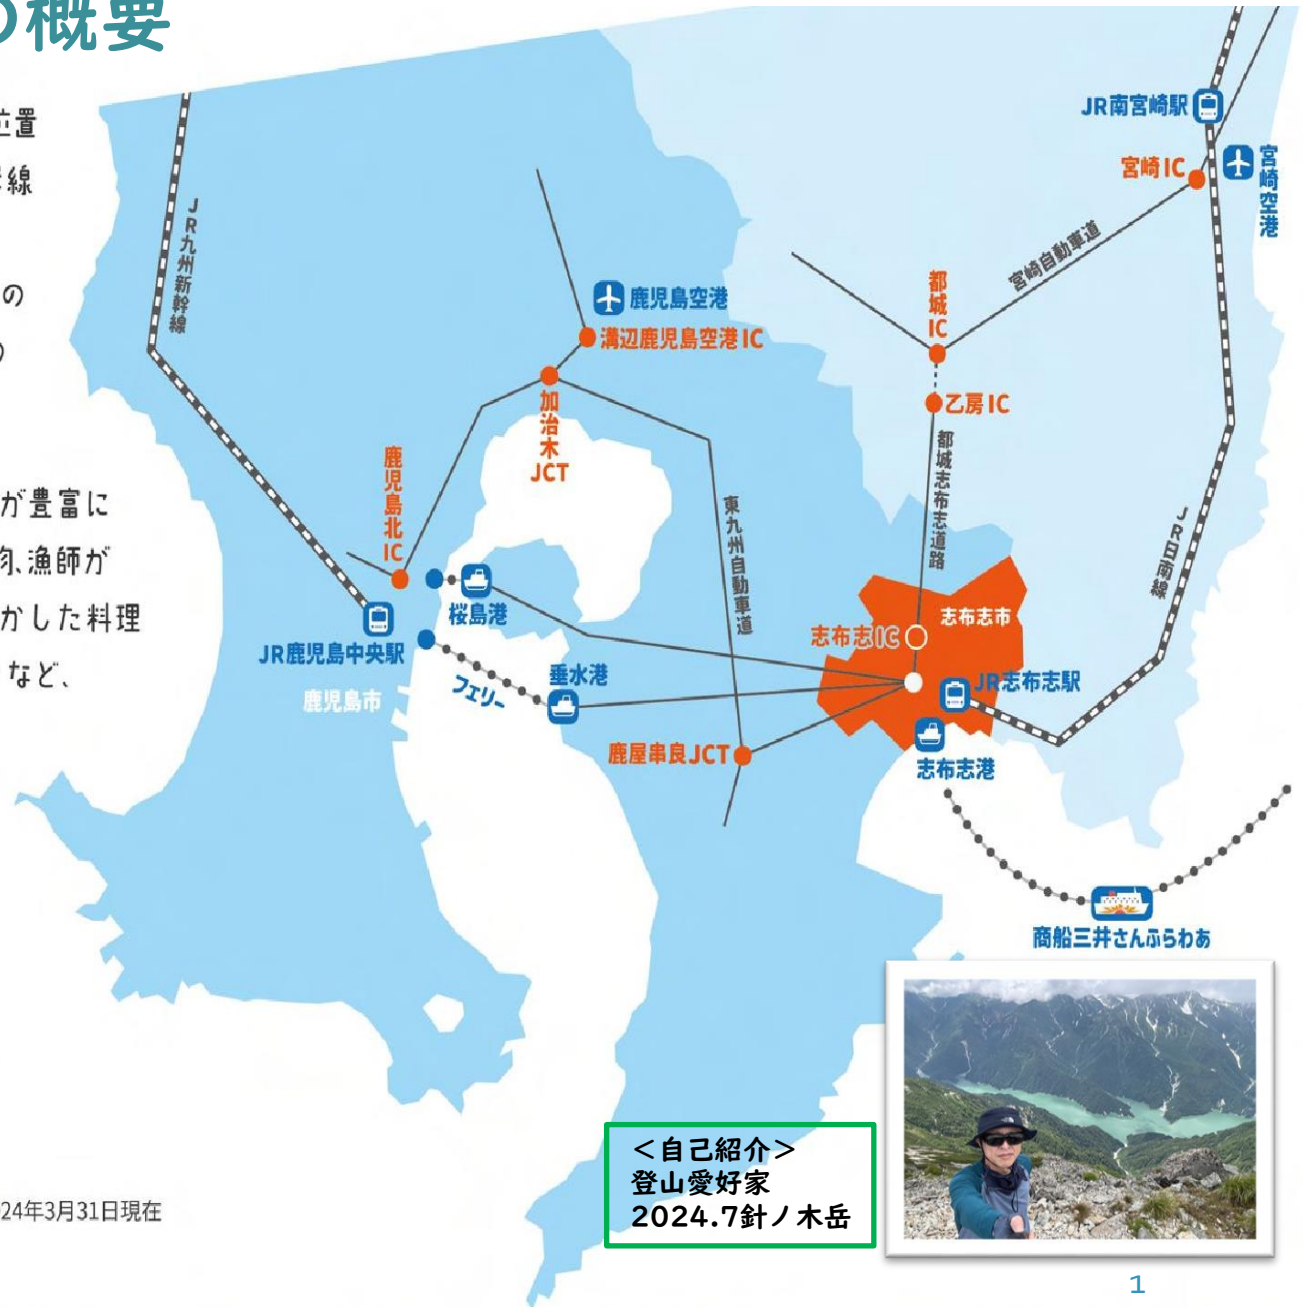 の概要
位置
線
の
が豊富に
物、漁師が
かした料理
など、
24年3月31日現在
JR九州新幹線
鹿児島空港
溝辺鹿児島空港IC
加治木JCT
鹿児島北IC
桜島港
JR鹿児島中央駅
鹿児島市
フェリー
垂水港
東九州自動車道
鹿屋串良JCT
JR南宮崎駅
宮崎IC
宮崎空港
宮崎自動車道
都城IC
乙房IC
都城志布志道路
JR日南線
志布志市
志布志IC
JR志布志駅
志布志港
商船三井さんふらわあ
＜自己紹介＞
登山愛好家
2024.7針ノ木岳
1